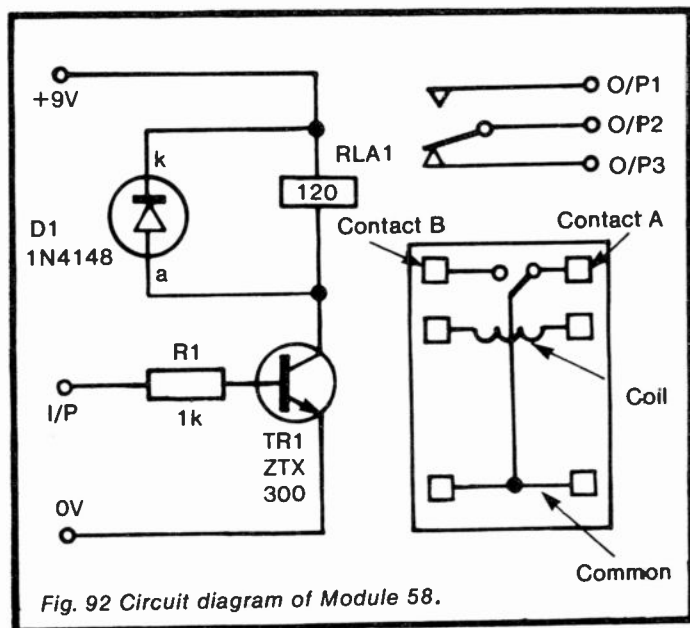 +9V
k
D1
1N4148
a
RLA1
120
R1
1k
I/P
TR1
ZTX
300
0V
O/P1
O/P2
O/P3
Contact B
Contact A
Coil
Common
Fig. 92 Circuit diagram of Module 58.